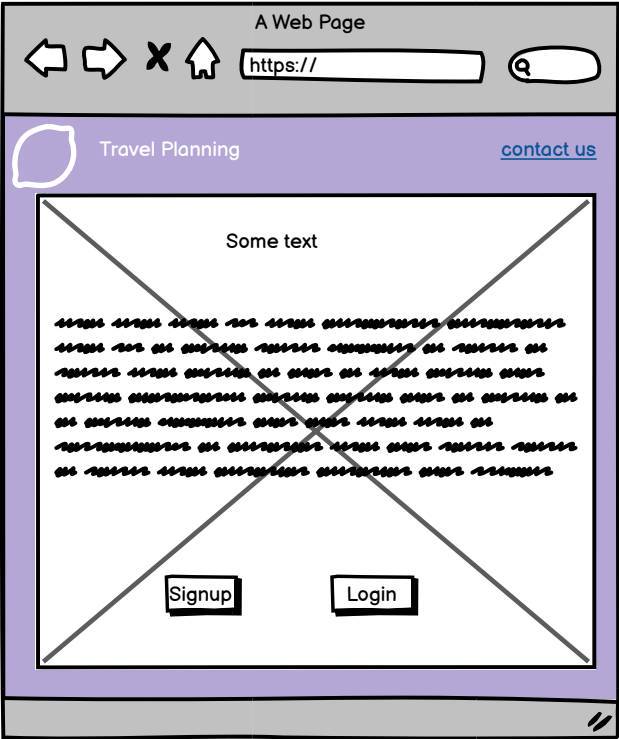 A Web Page
https://
Travel Planning
contact us
Some text
Signup
Login